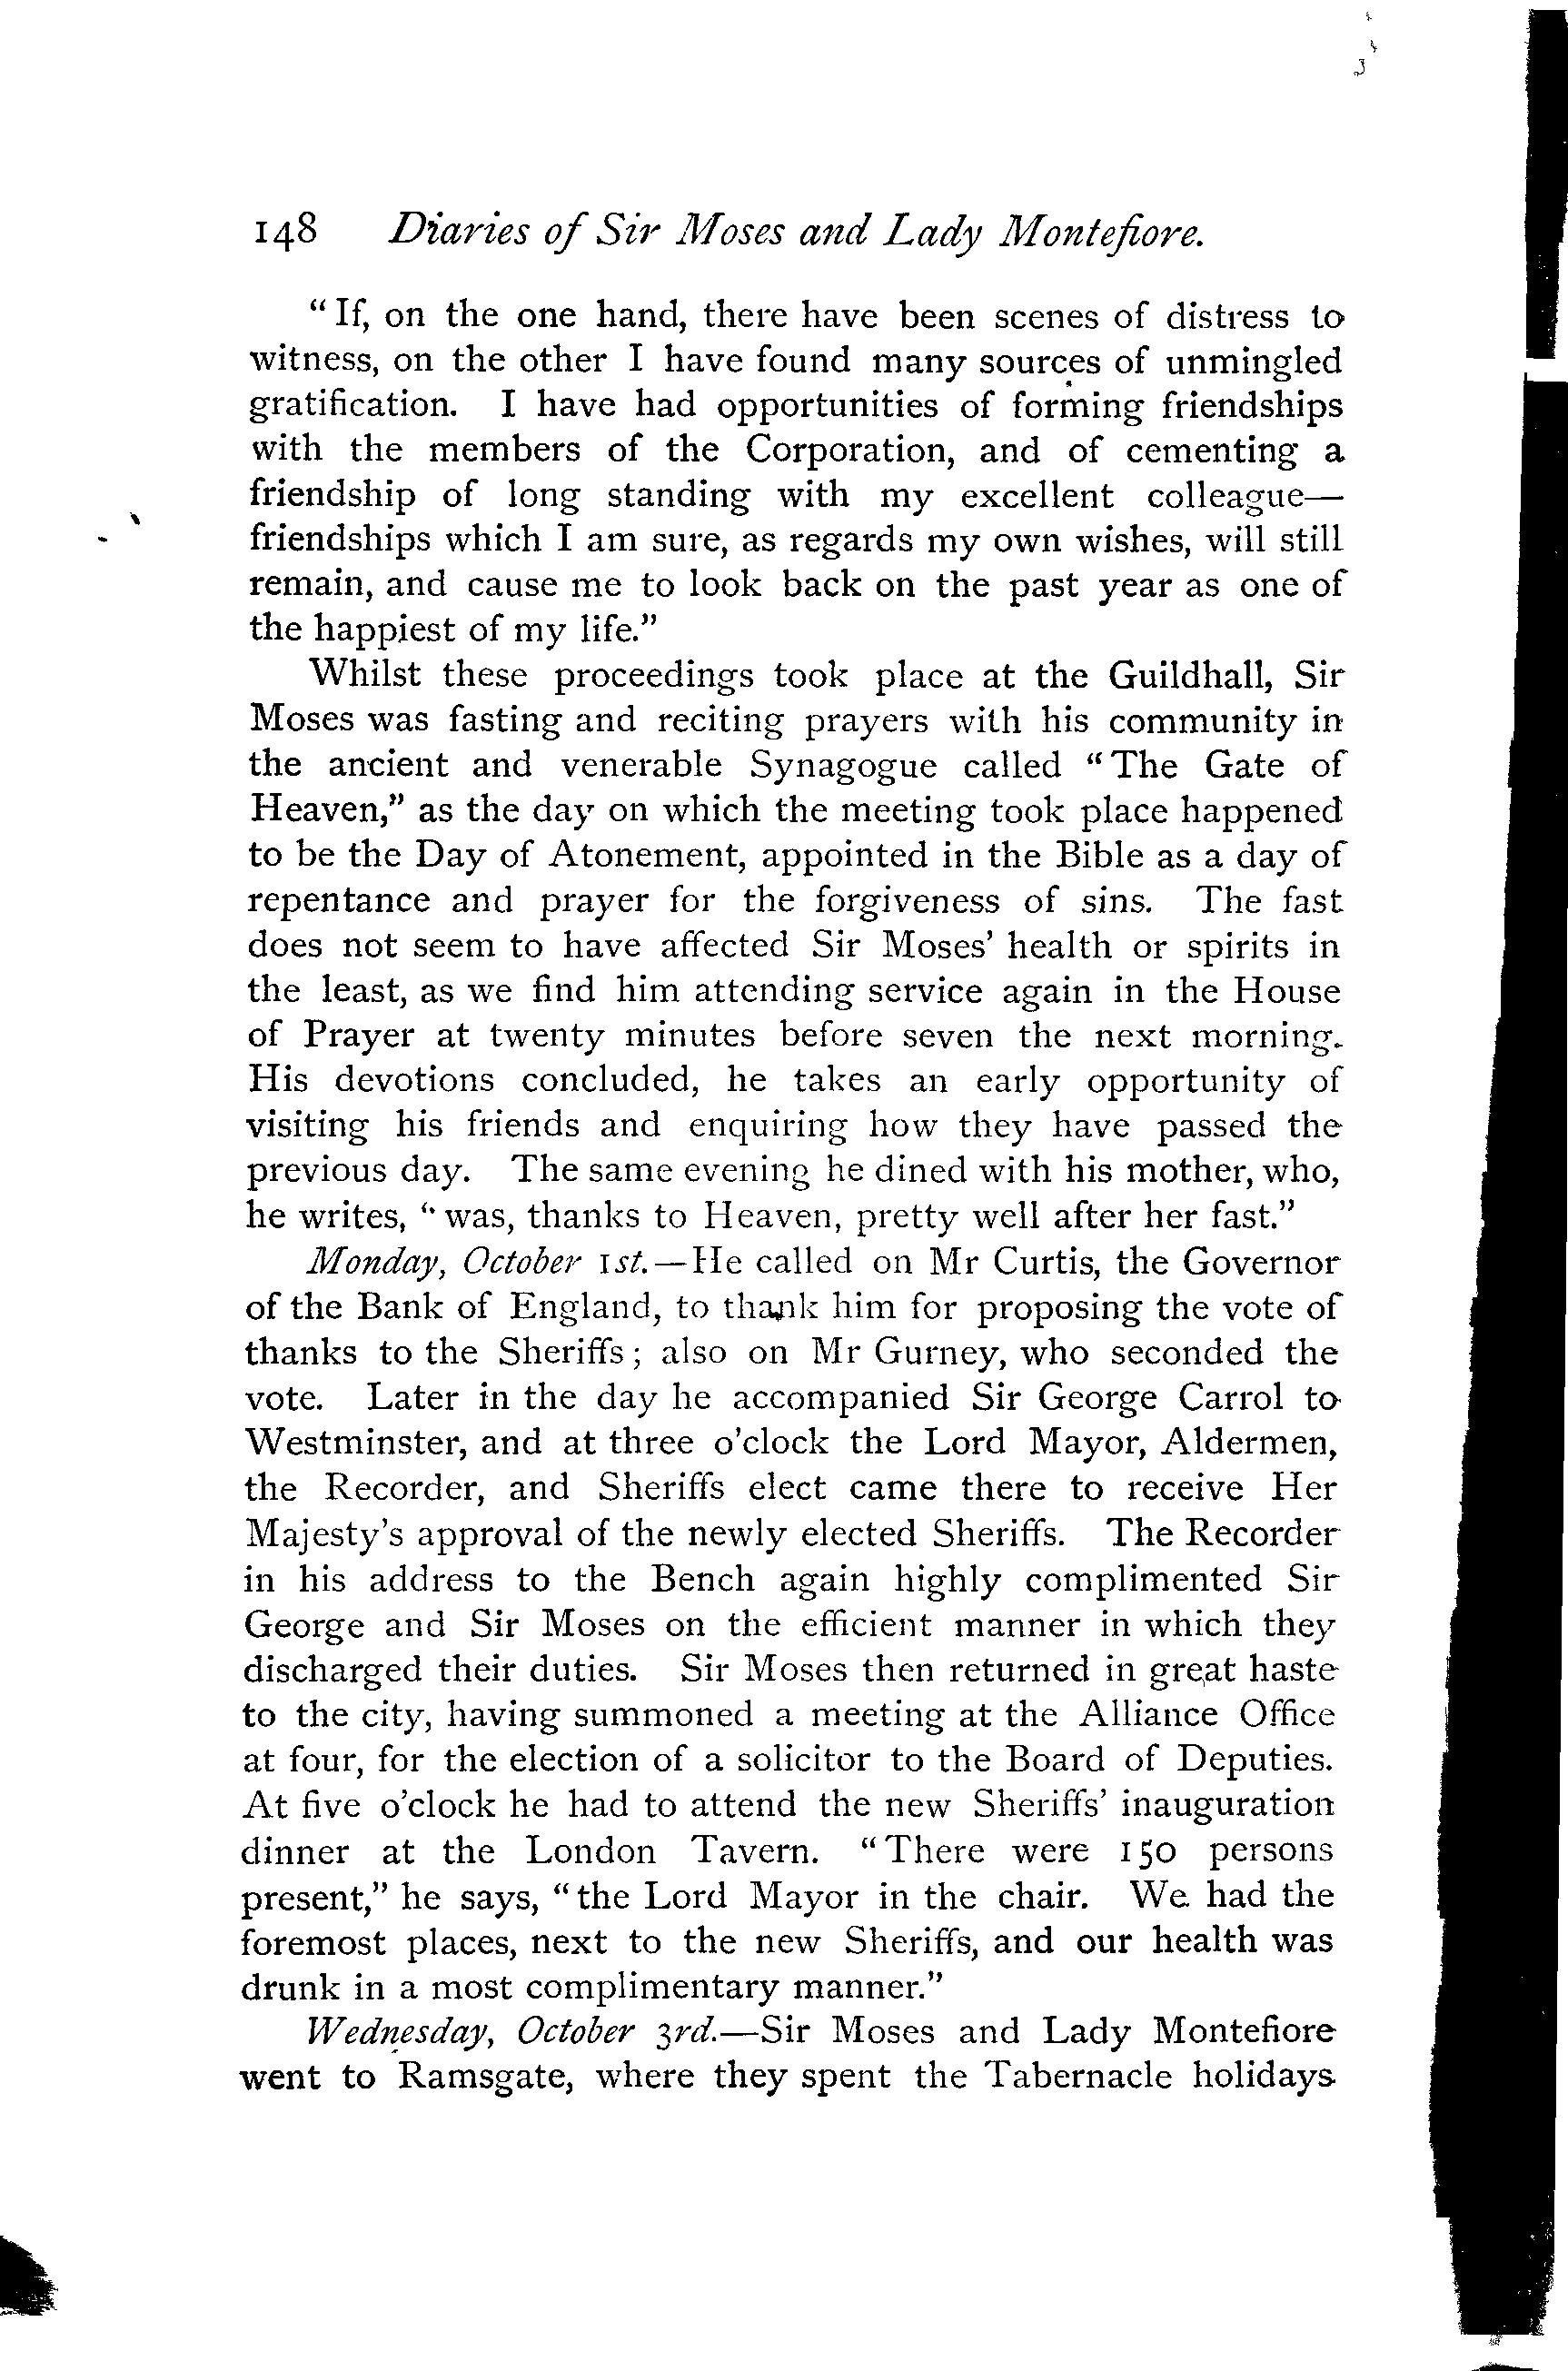 148 Diaries of Sir Moses and Lady Montefiore.
" If, on the one hand, there have been scenes of distress to
witness, on the other I have found many sources of unmingled
gratification. I have had opportunities of forming friendships
with the members of the Corporation, and of cementing a
friendship of long standing with my excellent colleague—
friendships which I am sure, as regards my own wishes, will still
remain, and cause me to look back on the past year as one of
the happiest of my life."
Whilst these proceedings took place at the Guildhall, Sir
Moses was fasting and reciting prayers with his community in
the ancient and venerable Synagogue called " The Gate of
Heaven," as the day on which the meeting took place happened
to be the Day of Atonement, appointed in the Bible as a day of
repentance and prayer for the forgiveness of sins. The fast
does not seem to have affected Sir Moses' health or spirits in
the least, as we find him attending service again in the House
of Prayer at twenty minutes before seven the next morning.
His devotions concluded, he takes an early opportunity of
visiting his friends and enquiring how they have passed the
previous day. The same evening he dined with his mother, who,
he writes, " was, thanks to Heaven, pretty well after her fast."
Monday, October 1st.—He called on Mr Curtis, the Governor
of the Bank of England, to thank him for proposing the vote of
thanks to the Sheriffs; also on Mr Gurney, who seconded the
vote. Later in the day he accompanied Sir George Carrol to
Westminster, and at three o'clock the Lord Mayor, Aldermen,
the Recorder, and Sheriffs elect came there to receive Her
Majesty's approval of the newly elected Sheriffs. The Recorder
in his address to the Bench again highly complimented Sir
George and Sir Moses on the efficient manner in which they
discharged their duties. Sir Moses then returned in great haste
to the city, having summoned a meeting at the Alliance Office
at four, for the election of a solicitor to the Board of Deputies.
At five o'clock he had to attend the new Sheriffs' inauguration
dinner at the London Tavern. " There were 150 persons
present," he says, " the Lord Mayor in the chair. We had the
foremost places, next to the new Sheriffs, and our health was
drunk in a most complimentary manner."
Wednesday, October 3rd.—Sir Moses and Lady Montefiore
went to Ramsgate, where they spent the Tabernacle holidays